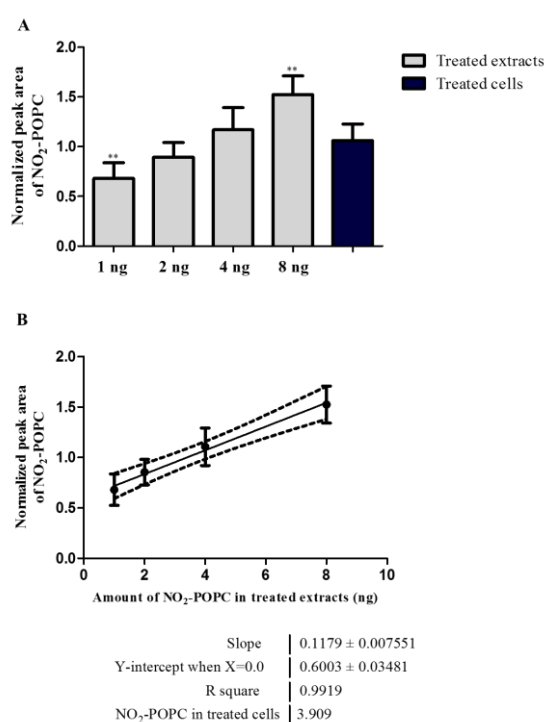 A
Normalized peak area
of NO₂-POPC
2.0
1.5
1.0
0.5
0.0
**
**
1 ng 2 ng 4 ng 8 ng
Treated extracts
Treated cells
B
Normalized peak area
of NO₂-POPC
2.0
1.5
1.0
0.5
0.0
0 2 4 6 8 10
Amount of NO₂-POPC in treated extracts (ng)
Slope 0.1179 ± 0.007551
Y-intercept when X=0.0 0.6003 ± 0.03481
R square 0.9919
NO₂-POPC in treated cells 3.909